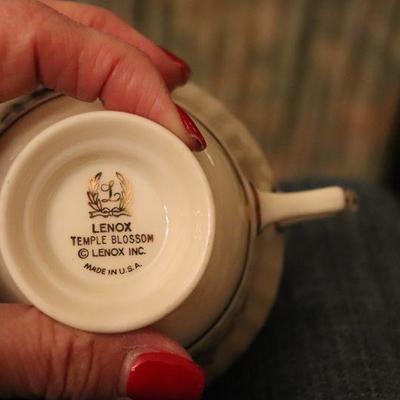 L
LENOX
TEMPLE BLOSSOM
© LENOX INC.
MADE IN U.S.A.